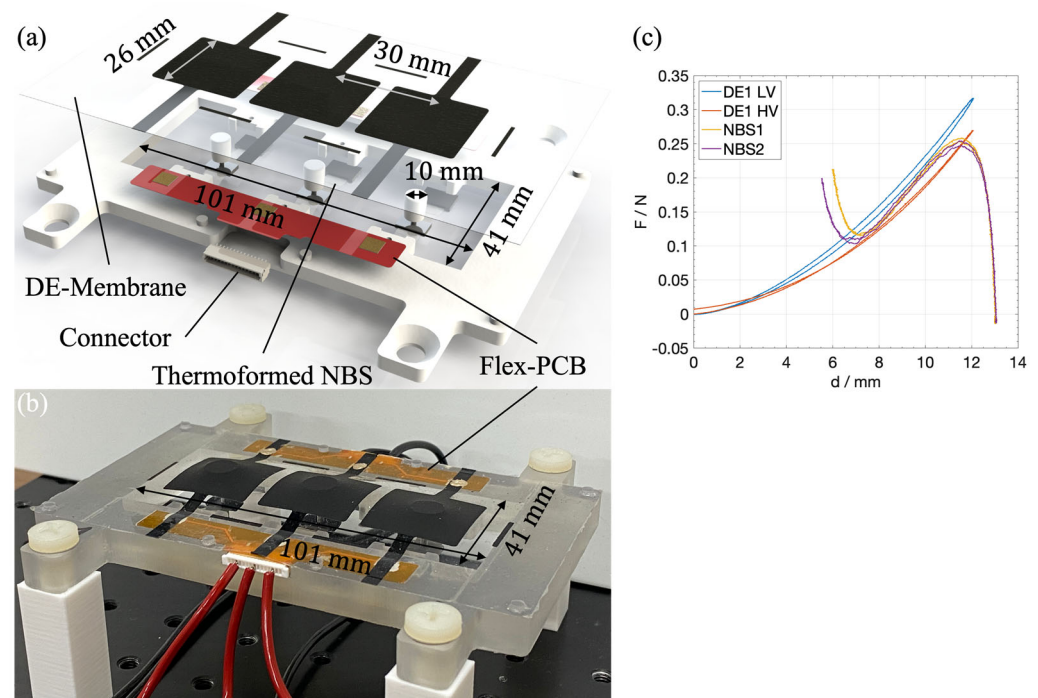 (a)
26 mm
30 mm
10 mm
101 mm
41 mm
DE-Membrane
Connector
Thermoformed NBS
Flex-PCB
(b)
41 mm
101 mm
(c)
F / N
0.35
0.3
0.25
0.20
0.15
0.1
0.05
0
-0.05
DE1 LV
DE1 HV
NBS1
NBS2
0 2 4 6 8 10 12 14
d / mm